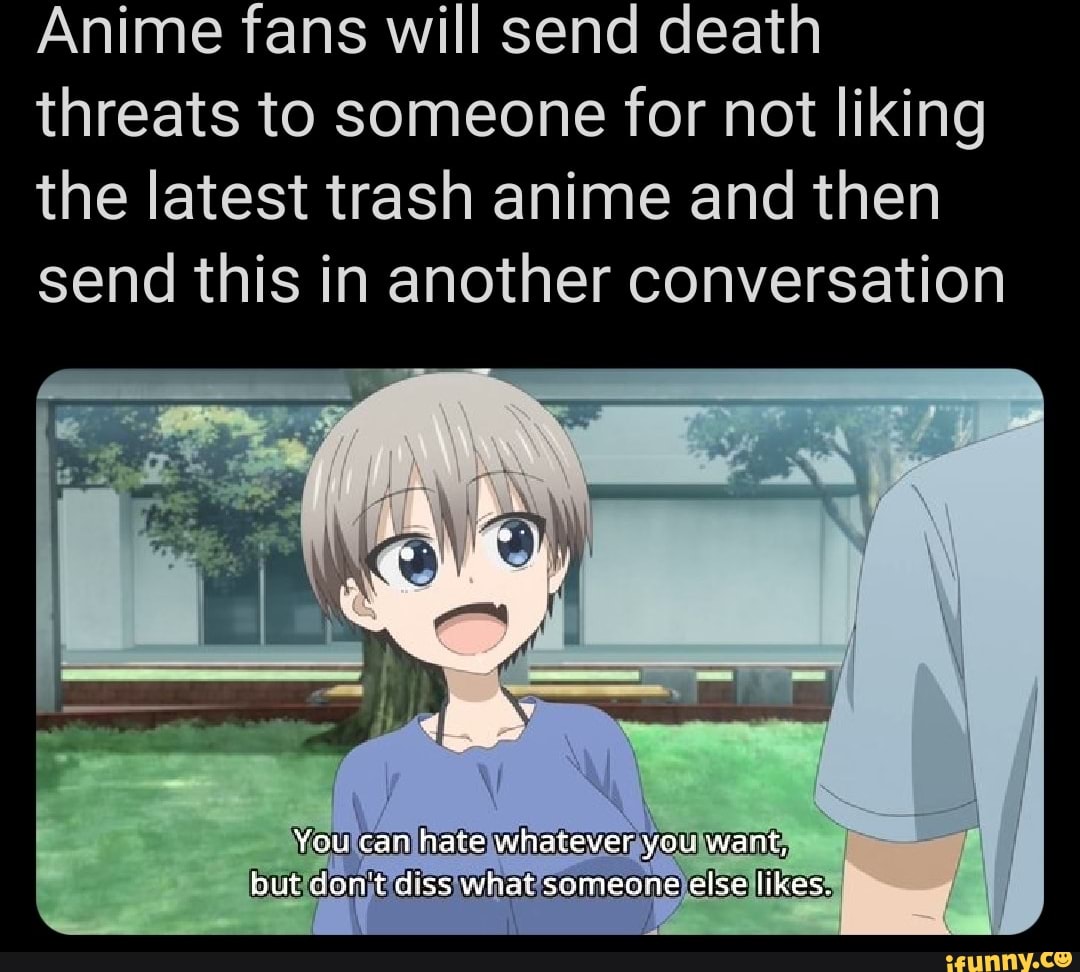 Anime fans will send death
threats to someone for not liking
the latest trash anime and then
send this in another conversation
You can hate whatever you want,
but don't diss what someone else likes.
ifunny.co